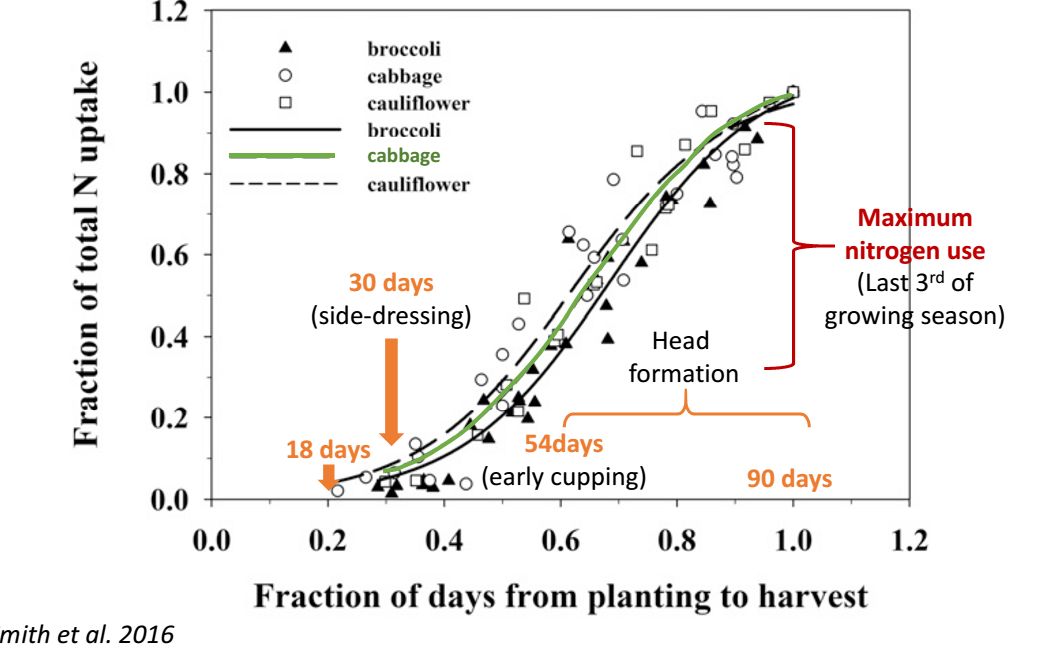 1.2
1.0
0.8
0.6
0.4
0.2
0.0
Fraction of total N uptake
broccoli
cabbage
cauliflower
broccoli
cabbage
cauliflower
30 days
(side-dressing)
18 days
Maximum
nitrogen use
(Last 3rd of
growing season)
Head
formation
54days
(early cupping)
90 days
0.0 0.2 0.4 0.6 0.8 1.0 1.2
Fraction of days from planting to harvest
mith et al. 2016